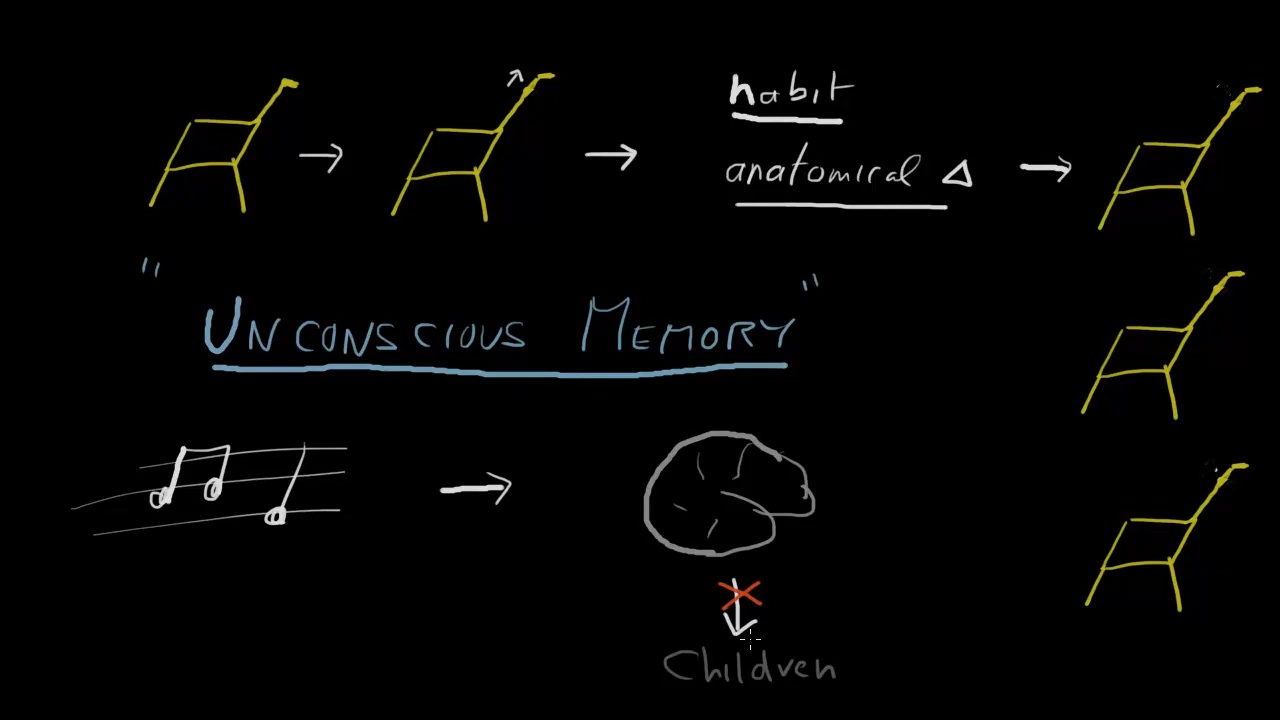 habit
anatomical Δ
"Unconscious Memory"
Children